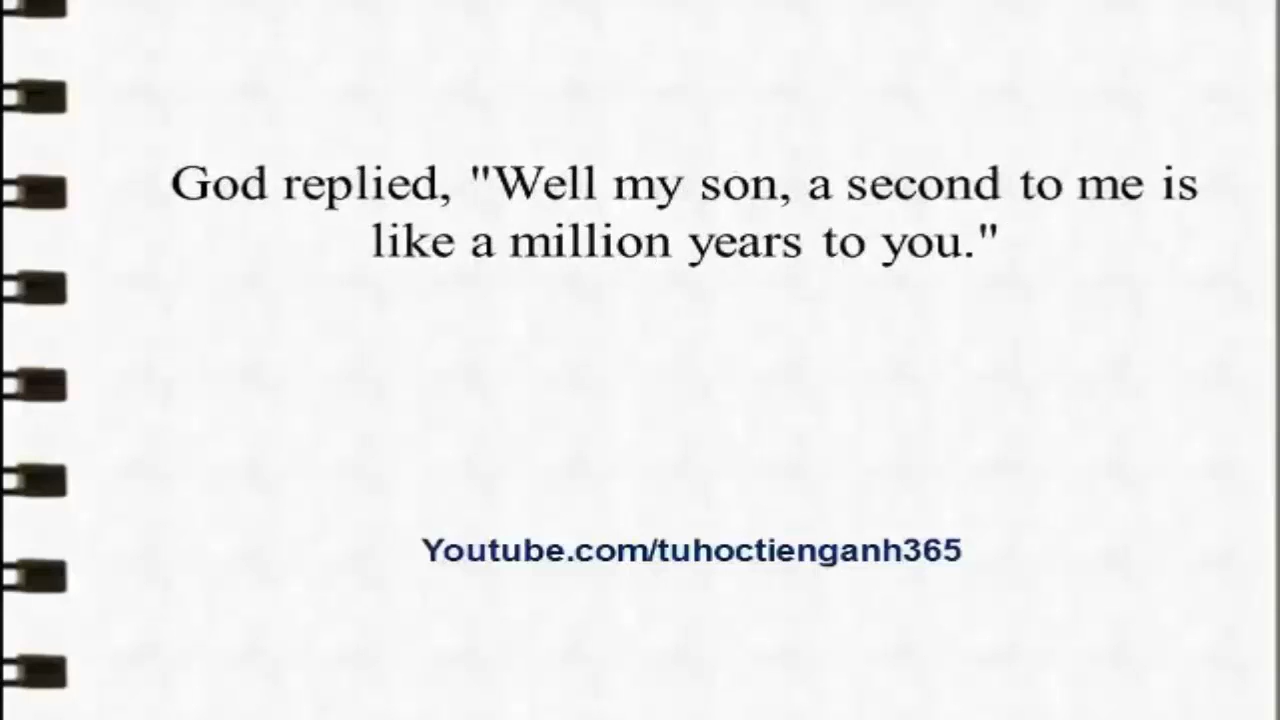 God replied, "Well my son, a second to me is
like a million years to you."
Youtube.com/tuhoctienganh365